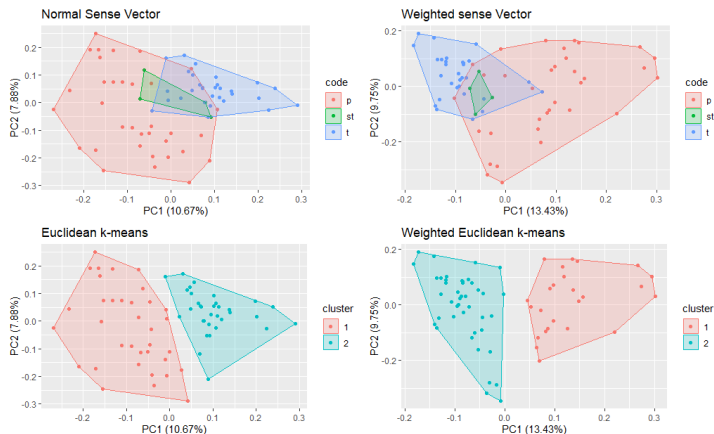 Normal Sense Vector
PC2 (7.88%)
0.2
0.1
0.0
-0.1
-0.2
-0.3
-0.2
-0.1
0.0
0.1
0.2
0.3
PC1 (10.67%)
code
p
st
t
Weighted sense Vector
PC2 (9.75%)
0.2
0.0
-0.2
-0.2
-0.1
0.0
0.1
0.2
0.3
PC1 (13.43%)
code
p
st
t
Euclidean k-means
PC2 (7.88%)
0.2
0.1
0.0
-0.1
-0.2
-0.3
-0.2
-0.1
0.0
0.1
0.2
0.3
PC1 (10.67%)
cluster
1
2
Weighted Euclidean k-means
PC2 (9.75%)
0.2
0.0
-0.2
-0.2
-0.1
0.0
0.1
0.2
0.3
PC1 (13.43%)
cluster
1
2